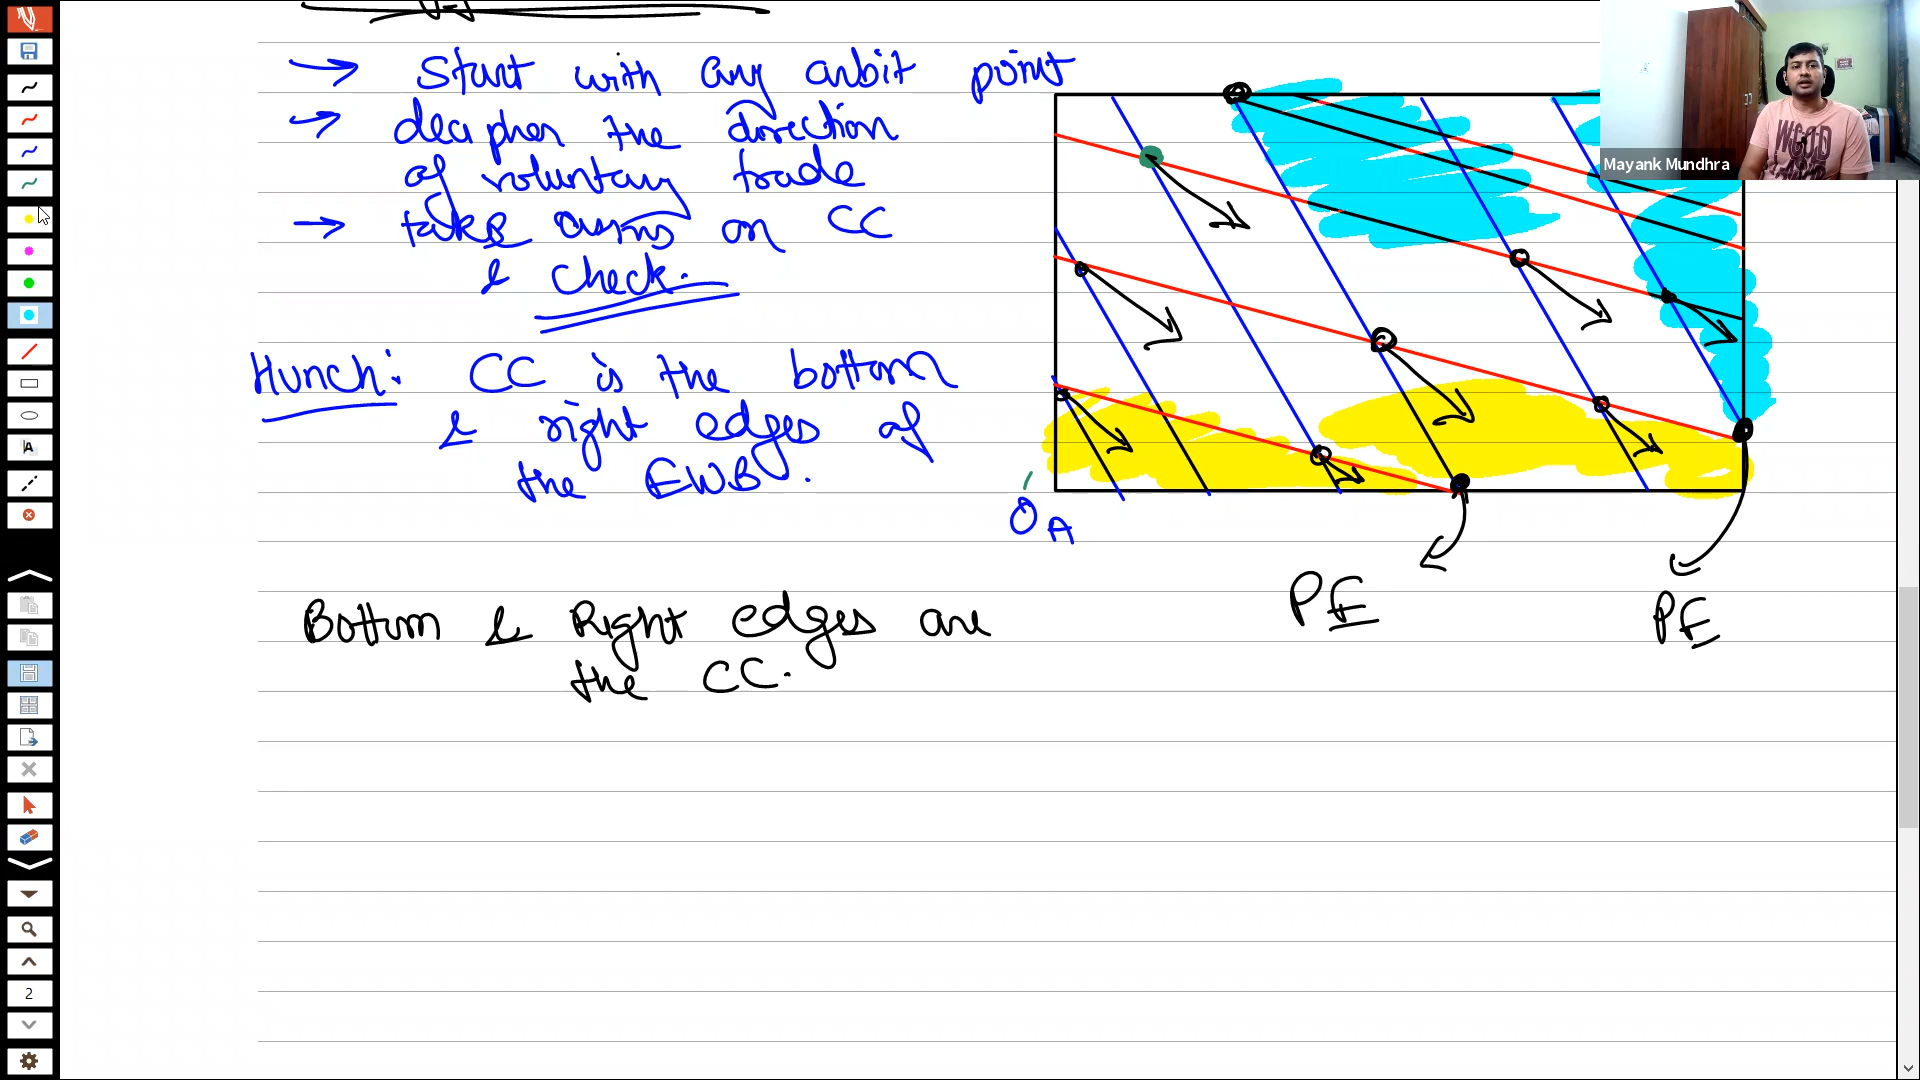 → Start with any arbit point
→ decipher the direction
of voluntary trade
→ take assns on CC
& check.
Hunch: CC is the bottom
& right edges of
the EWB.
Mayank Mundhra
O A
PE
PE
Bottom & Right edges are
the CC.
A
2